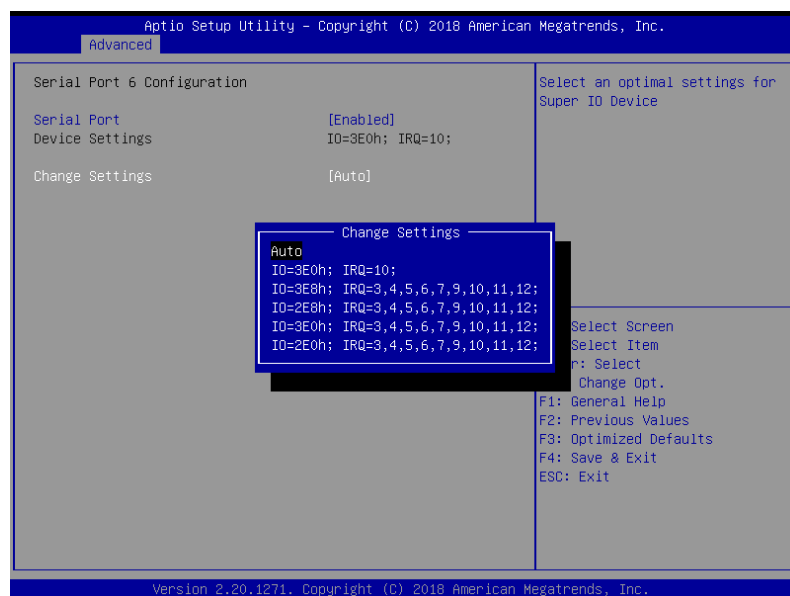 Aptio Setup Utility – Copyright (C) 2018 American Megatrends, Inc.
Advanced
Serial Port 6 Configuration
Serial Port [Enabled]
Device Settings IO=3E0h; IRQ=10;
Change Settings [Auto]
Select an optimal settings for
Super IO Device
Change Settings
Auto
IO=3E0h; IRQ=10;
IO=3E8h; IRQ=3,4,5,6,7,9,10,11,12;
IO=2E8h; IRQ=3,4,5,6,7,9,10,11,12;
IO=3E0h; IRQ=3,4,5,6,7,9,10,11,12;
IO=2E0h; IRQ=3,4,5,6,7,9,10,11,12;
Select Screen
Select Item
r: Select
Change Opt.
F1: General Help
F2: Previous Values
F3: Optimized Defaults
F4: Save & Exit
ESC: Exit
Version 2.20.1271. Copyright (C) 2018 American Megatrends, Inc.